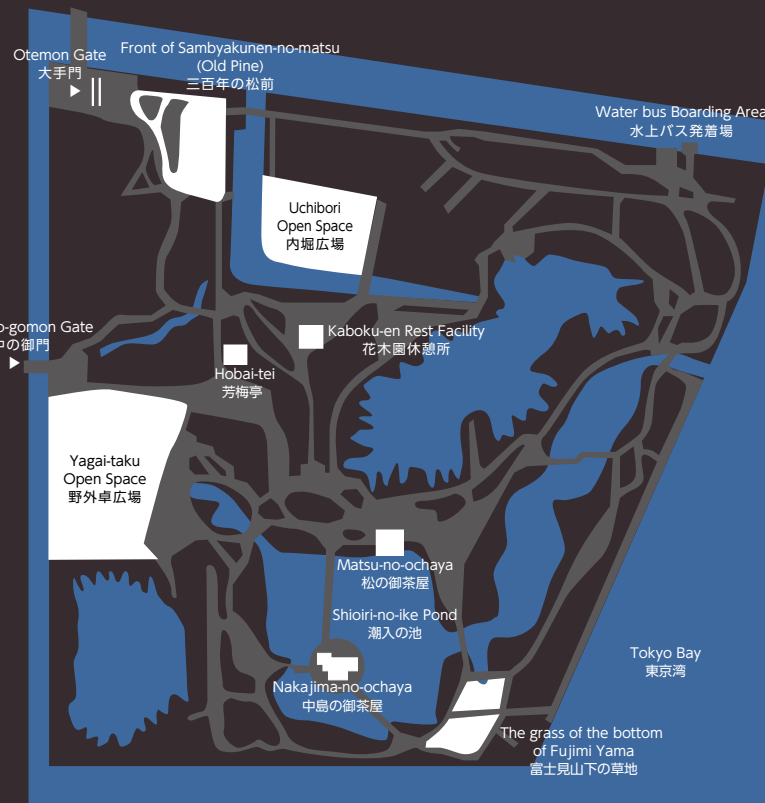 Otemon Gate
大手門
Front of Sambyakunen-no-matsu
(Old Pine)
三百年の松前
Water bus Boarding Area
水上バス発着場
Uchibori
Open Space
内堀広場
o-gomon Gate
中の御門
Kaboku-en Rest Facility
花木園休憩所
Hobai-tei
芳梅亭
Yagai-taku
Open Space
野外卓広場
Matsu-no-ochaya
松の御茶屋
Shioiri-no-ike Pond
潮入の池
Tokyo Bay
東京湾
Nakajima-no-ochaya
中島の御茶屋
The grass of the bottom
of Fujimi Yama
富士見山下の草地